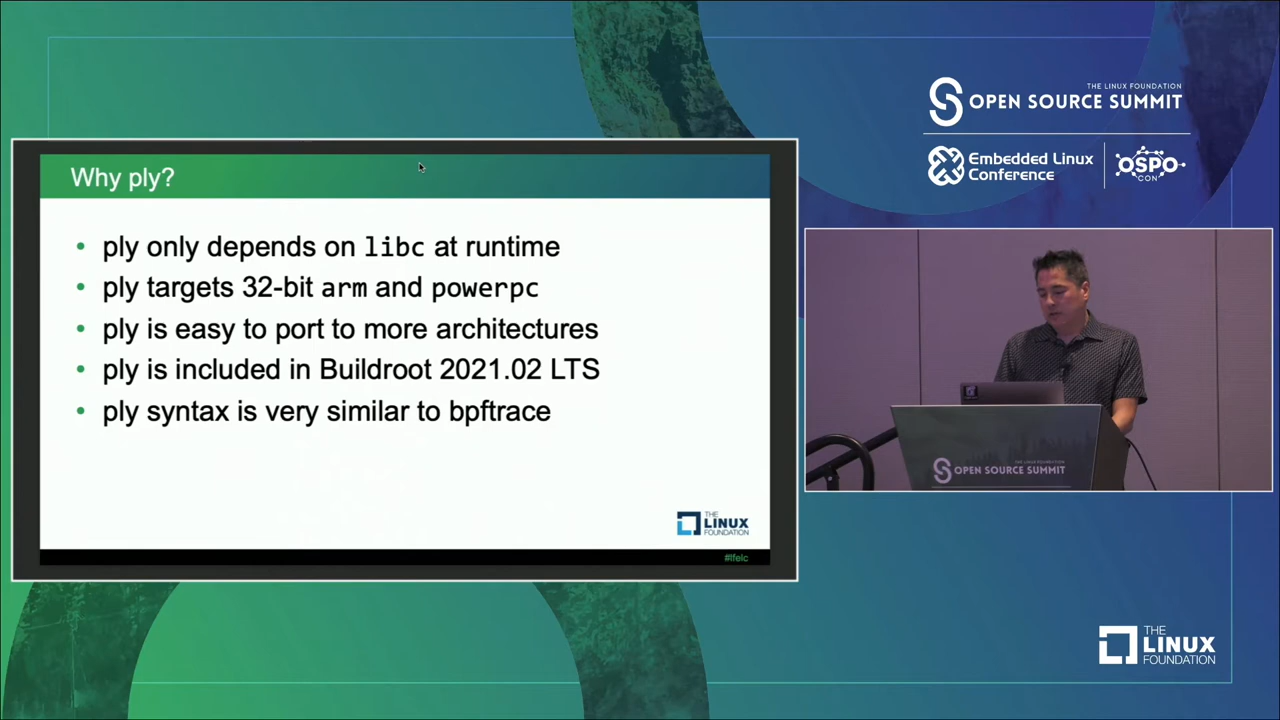 THE LINUX FOUNDATION
OPEN SOURCE SUMMIT
Embedded Linux
Conference
OSPO
CON
Why ply?
• ply only depends on libc at runtime
• ply targets 32-bit arm and powerpc
• ply is easy to port to more architectures
• ply is included in Buildroot 2021.02 LTS
• ply syntax is very similar to bpftrace
THE
LINUX
FOUNDATION
#lfelc
THE LINUX FOUNDATION
OPEN SOURCE SUMMIT
THE
LINUX
FOUNDATION